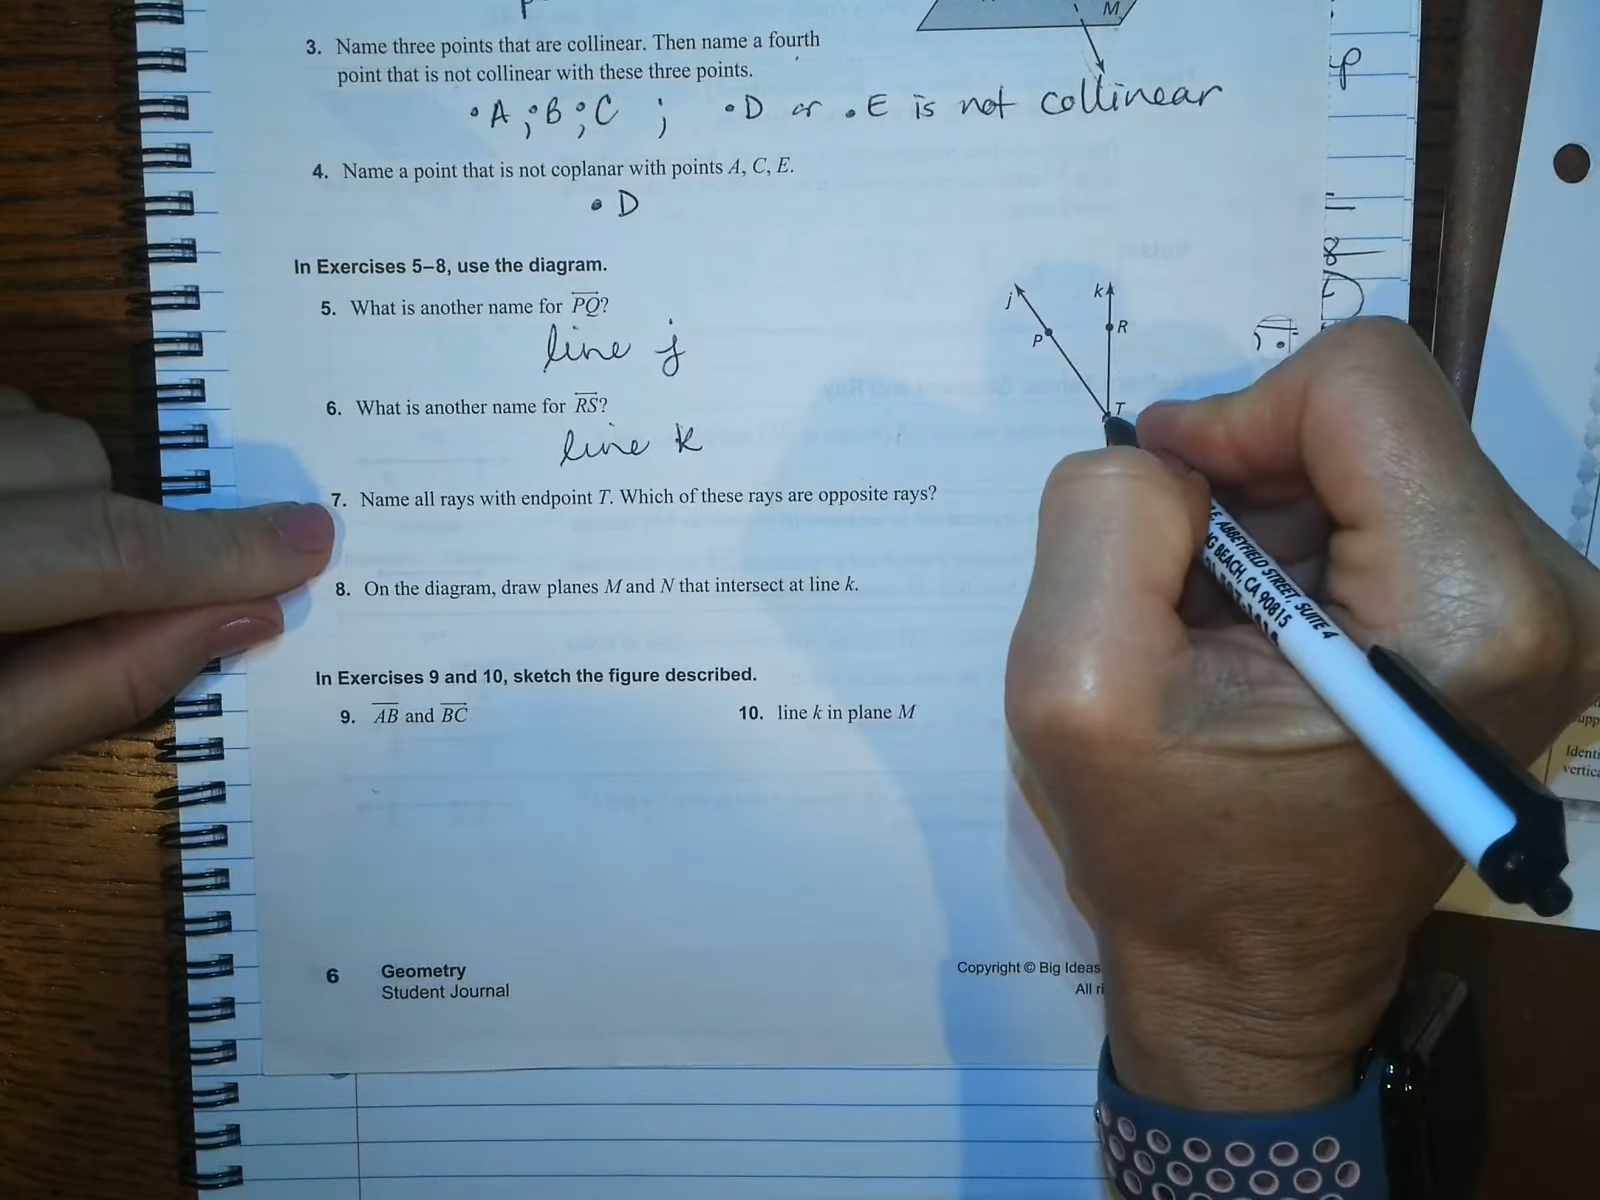 M
3. Name three points that are collinear. Then name a fourth
point that is not collinear with these three points.
•A ; •B ; •C ; •D or •E is not collinear
4. Name a point that is not coplanar with points A, C, E.
•D
In Exercises 5–8, use the diagram.
5. What is another name for PQ?
line j
j
k
P
R
T
6. What is another name for RS?
line k
7. Name all rays with endpoint T. Which of these rays are opposite rays?
8. On the diagram, draw planes M and N that intersect at line k.
In Exercises 9 and 10, sketch the figure described.
9. AB and BC
10. line k in plane M
6
Geometry
Student Journal
Copyright © Big Ideas
All ri
ABBEYFIELD STREET, SUITE 4
G BEACH, CA 90815
Identi
vertic